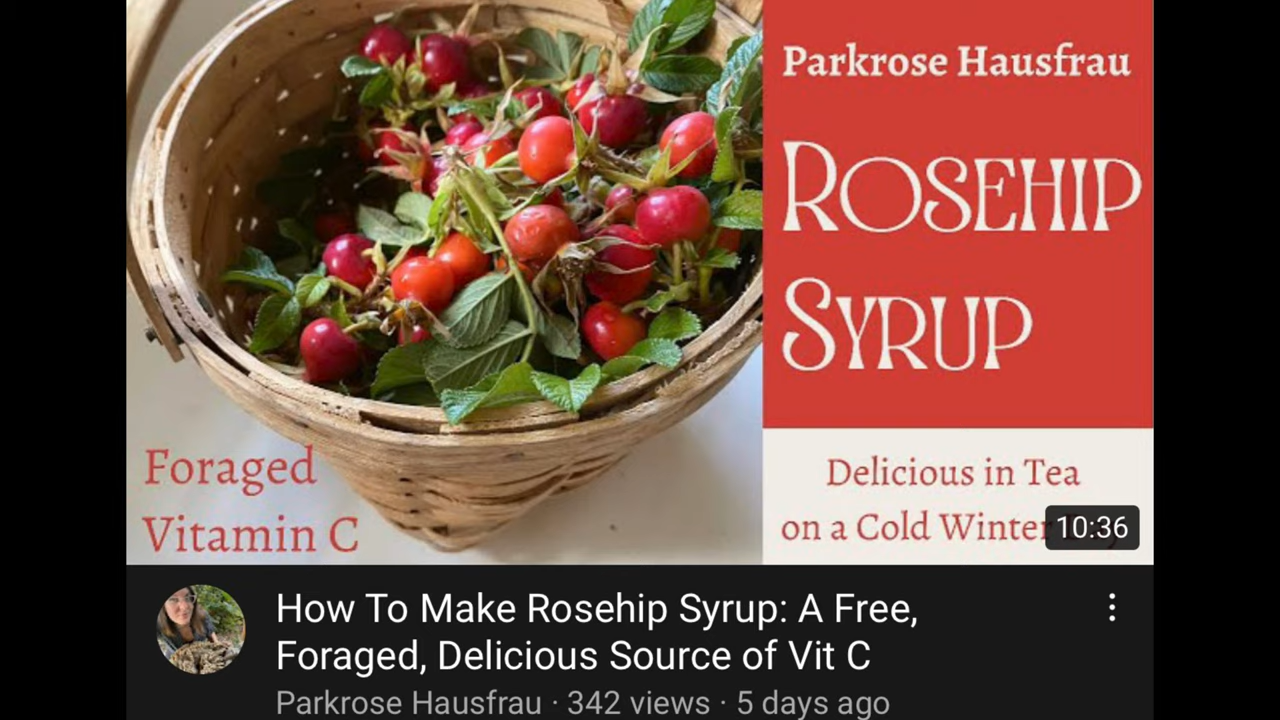 Parkrose Hausfrau
ROSEHIP
SYRUP
Foraged
Vitamin C
Delicious in Tea
on a Cold Winter
10:36
How To Make Rosehip Syrup: A Free,
Foraged, Delicious Source of Vit C
Parkrose Hausfrau · 342 views · 5 days ago